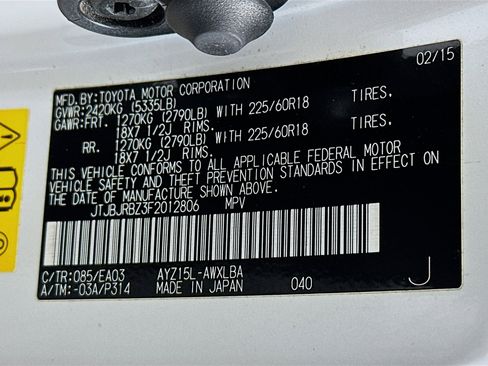 02/15
MFD.BY:TOYOTA MOTOR CORPORATION
GVWR:2420KG (5335LB)
GAWR:FRT. 1270KG (2790LB) WITH 225/60R18 TIRES.
18X7 1/2J RIMS.
RR. 1270KG (2790LB) WITH 225/60R18 TIRES.
18X7 1/2J RIMS.
THIS VEHICLE CONFORMS TO ALL APPLICABLE FEDERAL MOTOR
VEHICLE SAFETY AND THEFT PREVENTION STANDARDS IN EFFECT ON
THE DATE OF MANUFACTURE SHOWN ABOVE.
JTJBJRBZ3F2012806 MPV
C/TR:085/EA03 AYZ15L-AWXLBA
A/TM:-03A/P314 MADE IN JAPAN 040 J